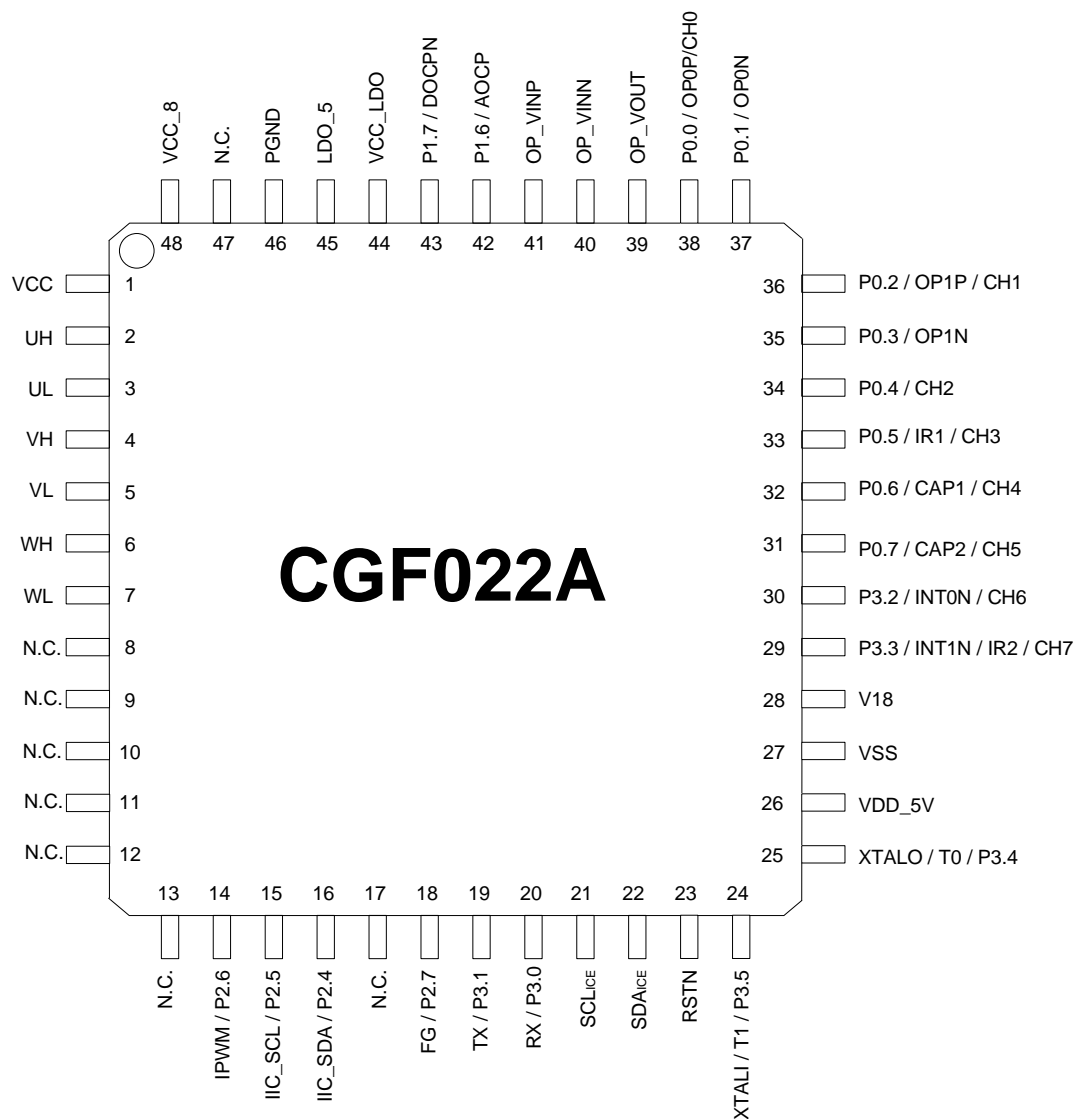 VCC_8
N.C.
PGND
LDO_5
VCC_LDO
P1.7 / DOCPN
P1.6 / AOCP
OP_VINP
OP_VINN
OP_VOUT
P0.0 / OP0P/CH0
P0.1 / OP0N
48 47 46 45 44 43 42 41 40 39 38 37
VCC 1
UH 2
UL 3
VH 4
VL 5
WH 6
WL 7
N.C. 8
N.C. 9
N.C. 10
N.C. 11
N.C. 12
CGF022A
36 P0.2 / OP1P / CH1
35 P0.3 / OP1N
34 P0.4 / CH2
33 P0.5 / IR1 / CH3
32 P0.6 / CAP1 / CH4
31 P0.7 / CAP2 / CH5
30 P3.2 / INT0N / CH6
29 P3.3 / INT1N / IR2 / CH7
28 V18
27 VSS
26 VDD_5V
25 XTALO / T0 / P3.4
13 14 15 16 17 18 19 20 21 22 23 24
N.C.
IPWM / P2.6
IIC_SCL / P2.5
IIC_SDA / P2.4
N.C.
FG / P2.7
TX / P3.1
RX / P3.0
SCLICE
SDAICE
RSTN
XTALI / T1 / P3.5